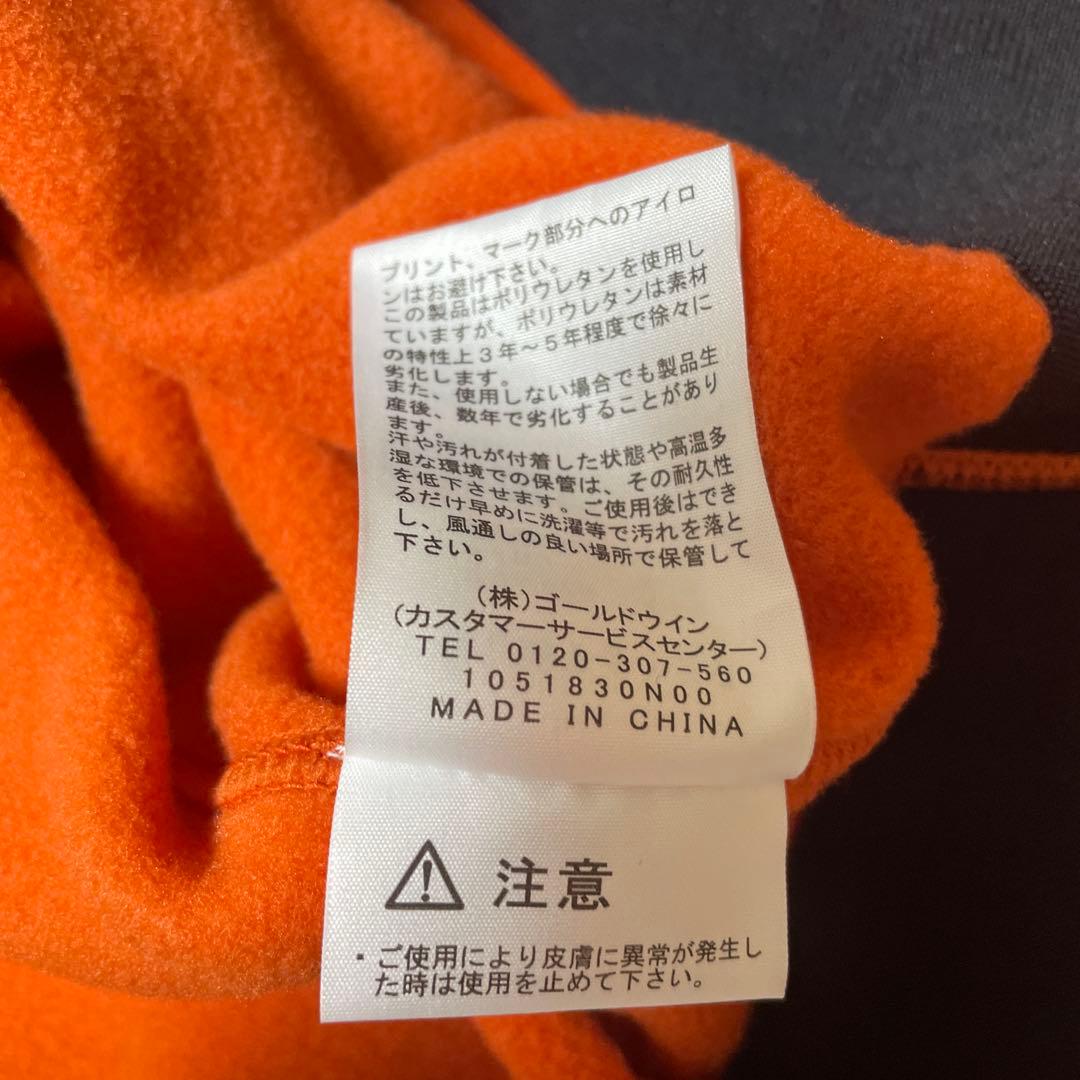 プリント、マーク部分へのアイロ
ンはお避け下さい。
この製品はポリウレタンを使用し
ていますが、ポリウレタンは素材
の特性上3年～5年程度で徐々に
劣化します。
また、使用しない場合でも製品生
産後、数年で劣化することがあり
ます。
汗や汚れが付着した状態や高温多
湿な環境での保管は、その耐久性
を低下させます。ご使用後はでき
るだけ早めに洗濯等で汚れを落と
し、風通しの良い場所で保管して
下さい。
(株)ゴールドウイン
(カスタマーサービスセンター)
TEL 0120-307-560
1051830N00
MADE IN CHINA
注意
・ご使用により皮膚に異常が発生し
た時は使用を止めて下さい。